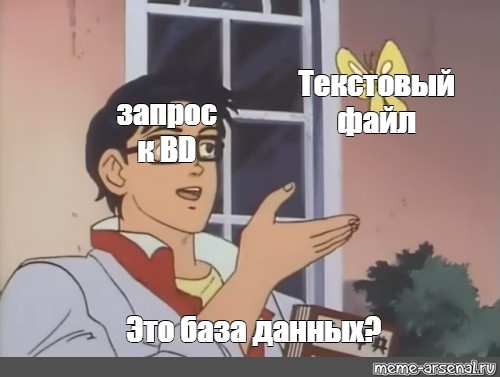 Текстовый
файл
запрос
к BD
Это база данных?
meme-arsenal.ru